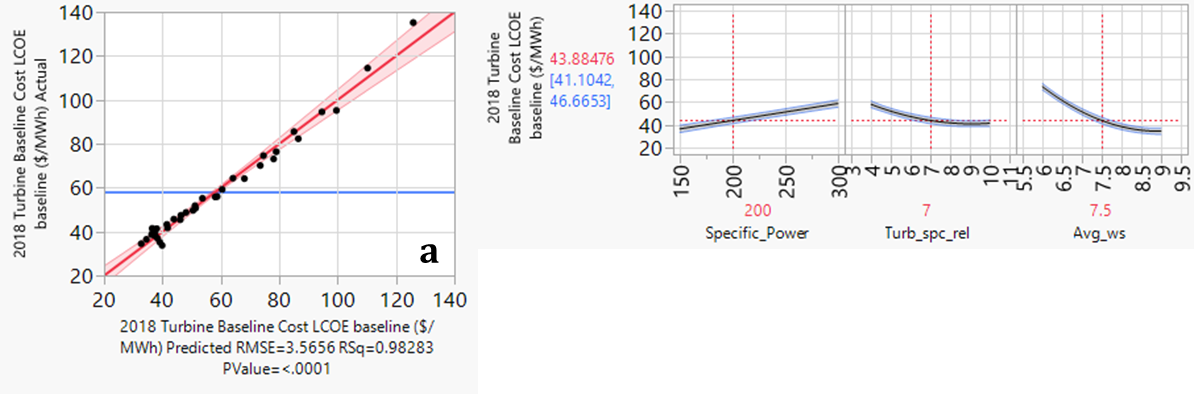 2018 Turbine Baseline Cost LCOE
baseline ($/MWh) Actual
140
120
100
80
60
40
20
20 40 60 80 100 120 140
a
2018 Turbine Baseline Cost LCOE baseline ($/
MWh) Predicted RMSE=3.5656 RSq=0.98283
PValue=<.0001
2018 Turbine
Baseline Cost LCOE
baseline ($/MWh)
43.88476
[41.1042,
46.6653]
140
120
100
80
60
40
20
150 200 250 300 3 4 5 6 7 8 9 10 11 5.5 6 6.5 7 7.5 8 8.5 9 9.5
200 7 7.5
Specific_Power Turb_spc_rel Avg_ws